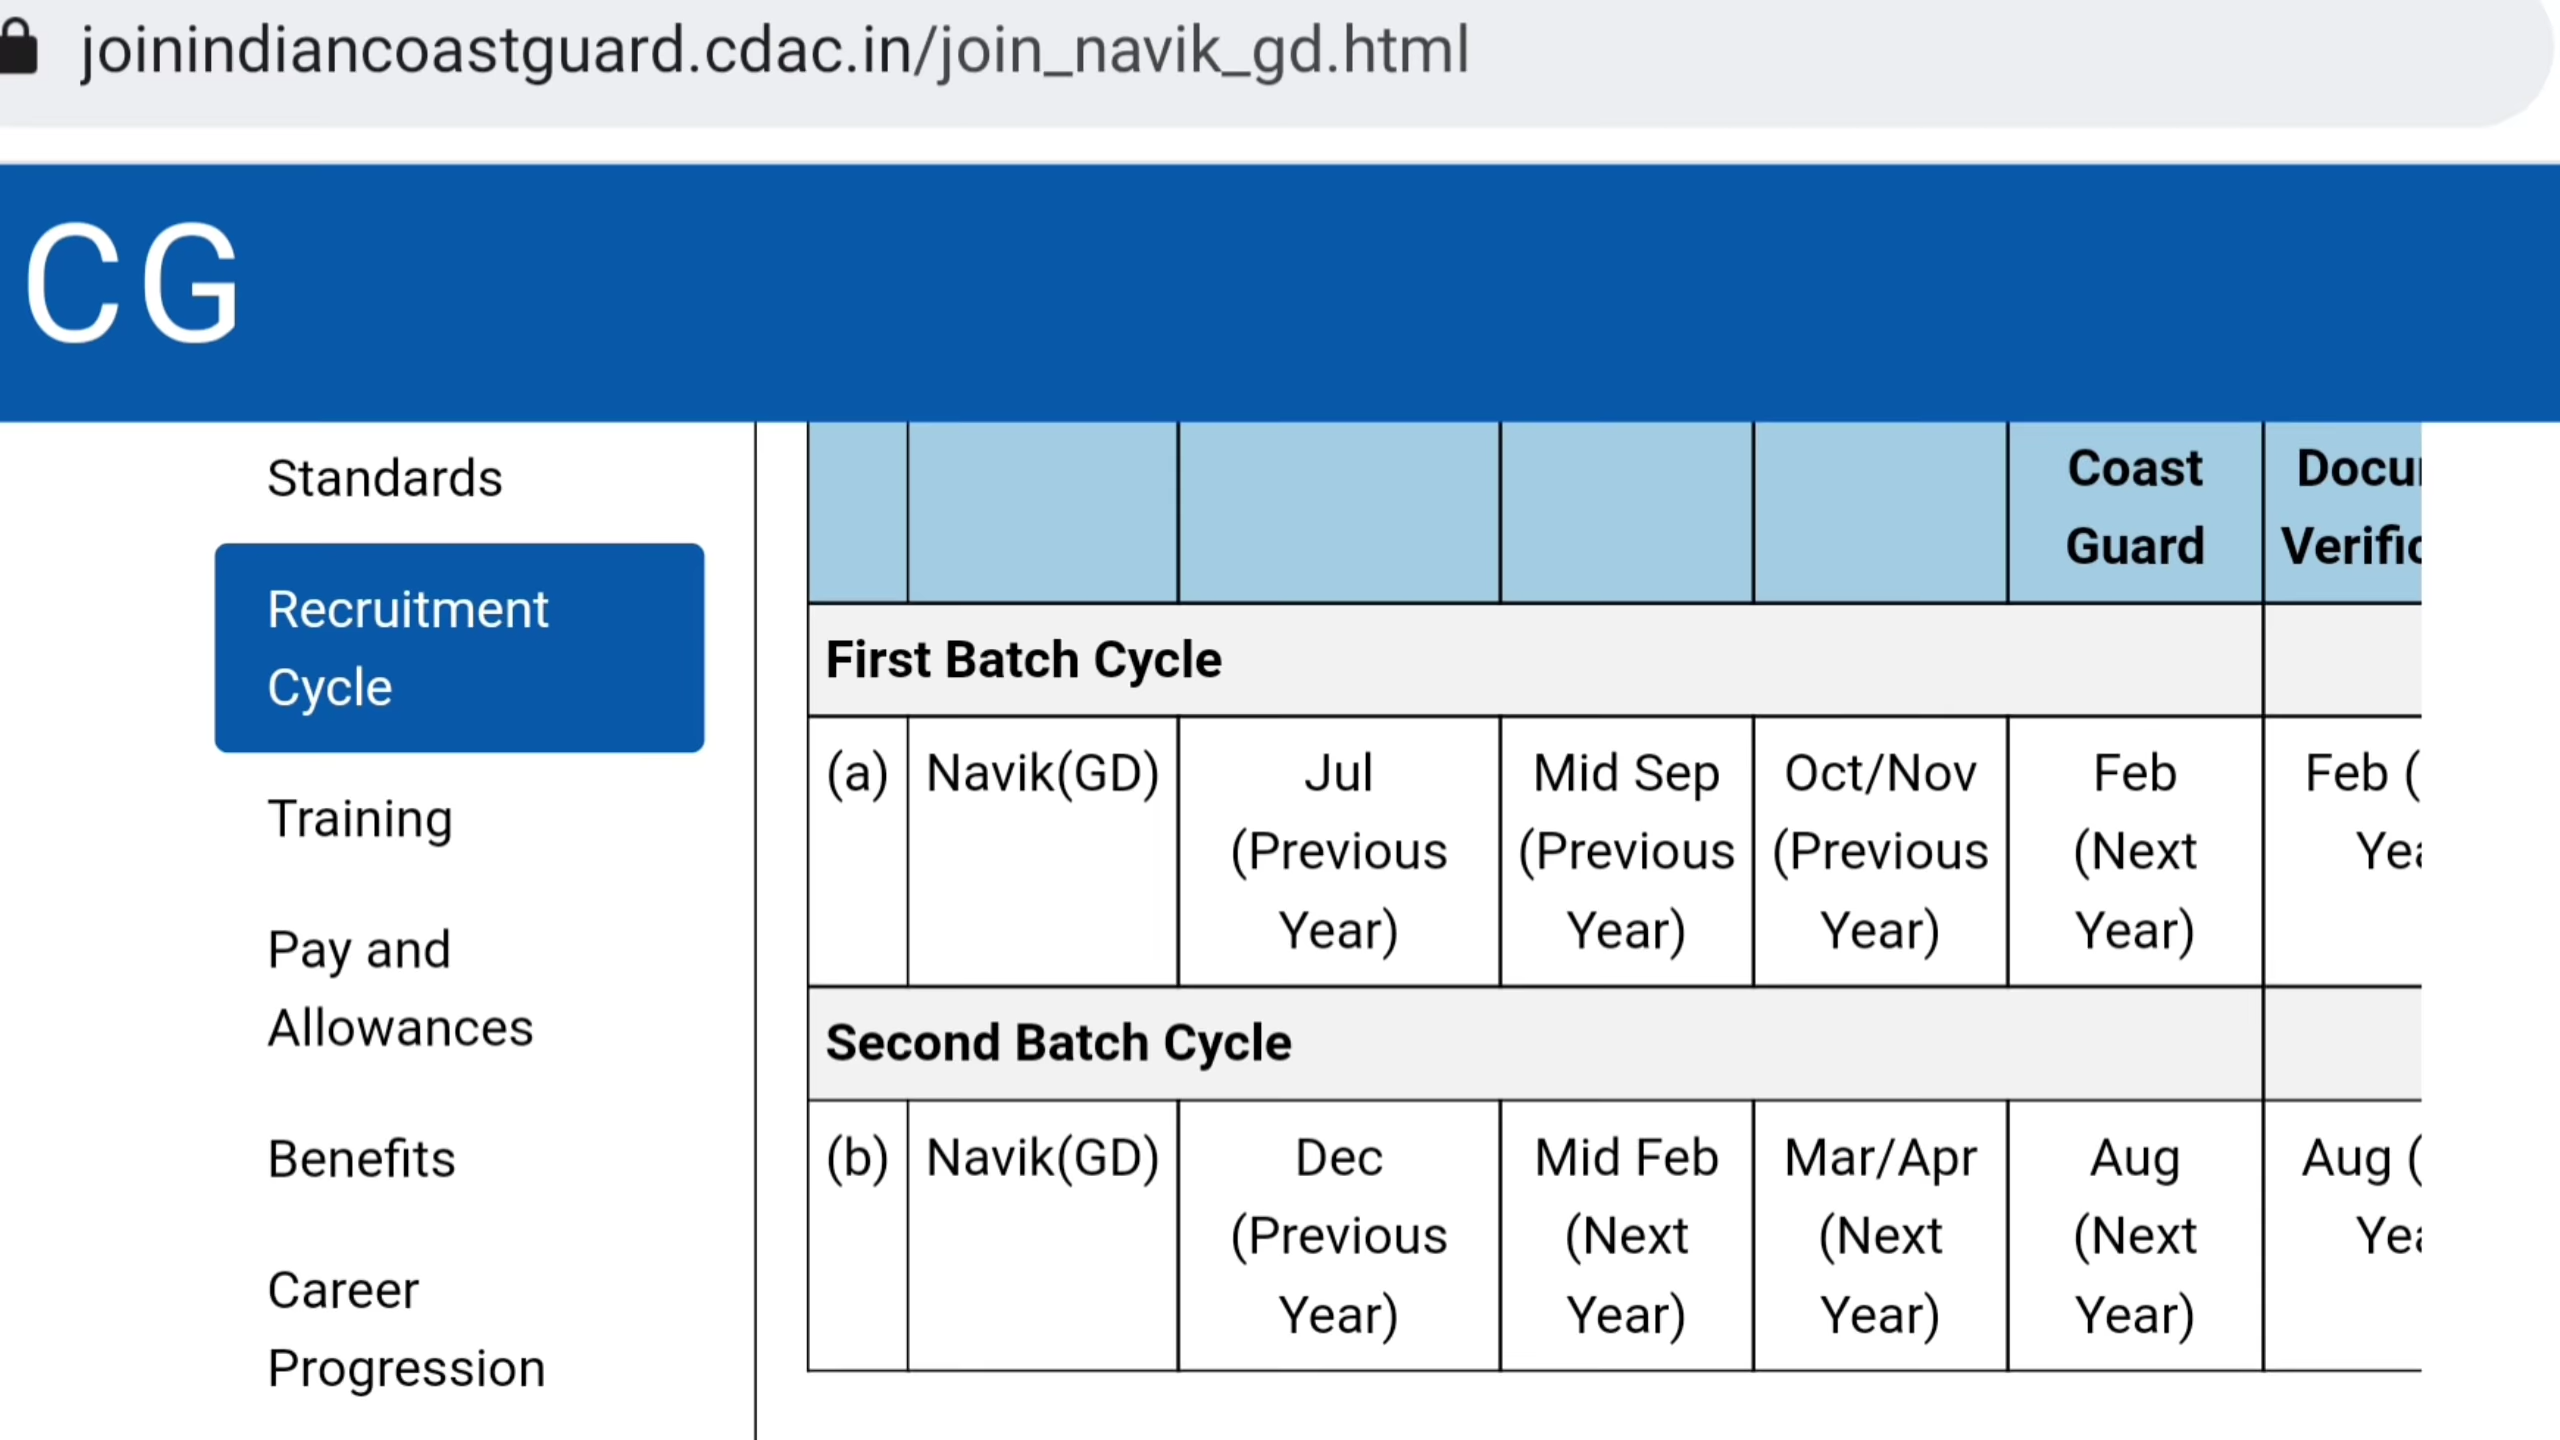 joinindiancoastguard.cdac.in/join_navik_gd.html
CG
Standards
Recruitment
Cycle
Training
Pay and
Allowances
Benefits
Career
Progression
Coast
Guard
First Batch Cycle
(a) Navik(GD) Jul Mid Sep Oct/Nov Feb Feb (
(Previous (Previous (Previous (Next
Year) Year) Year) Year)
Second Batch Cycle
(b) Navik(GD) Dec Mid Feb Mar/Apr Aug Aug (
(Previous (Next (Next (Next
Year) Year) Year) Year)